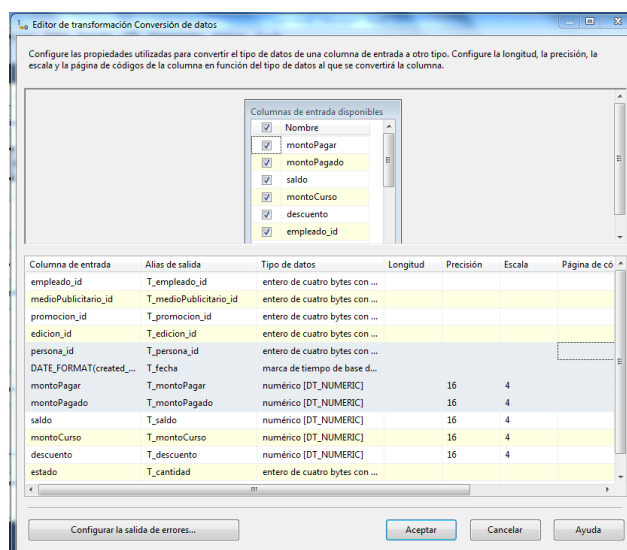 Editor de transformación Conversión de datos
Configure las propiedades utilizadas para convertir el tipo de datos de una columna de entrada a otro tipo. Configure la longitud, la precisión, la
escala y la página de códigos de la columna en función del tipo de datos al que se convertirá la columna.
Columnas de entrada disponibles
Nombre
montoPagar
montoPagado
saldo
montoCurso
descuento
empleado_id
Columna de entrada Alias de salida Tipo de datos Longitud Precisión Escala Página de có
empleado_id T_empleado_id entero de cuatro bytes con ...
medioPublicitario_id T_medioPublicitario_id entero de cuatro bytes con ...
promocion_id T_promocion_id entero de cuatro bytes con ...
edicion_id T_edicion_id entero de cuatro bytes con ...
persona_id T_persona_id entero de cuatro bytes con ...
DATE_FORMAT(created_... T_fecha marca de tiempo de base d...
montoPagar T_montoPagar numérico [DT_NUMERIC] 16 4
montoPagado T_montoPagado numérico [DT_NUMERIC] 16 4
saldo T_saldo numérico [DT_NUMERIC] 16 4
montoCurso T_montoCurso numérico [DT_NUMERIC] 16 4
descuento T_descuento numérico [DT_NUMERIC] 16 4
estado T_cantidad entero de cuatro bytes con ...
Configurar la salida de errores... Aceptar Cancelar Ayuda